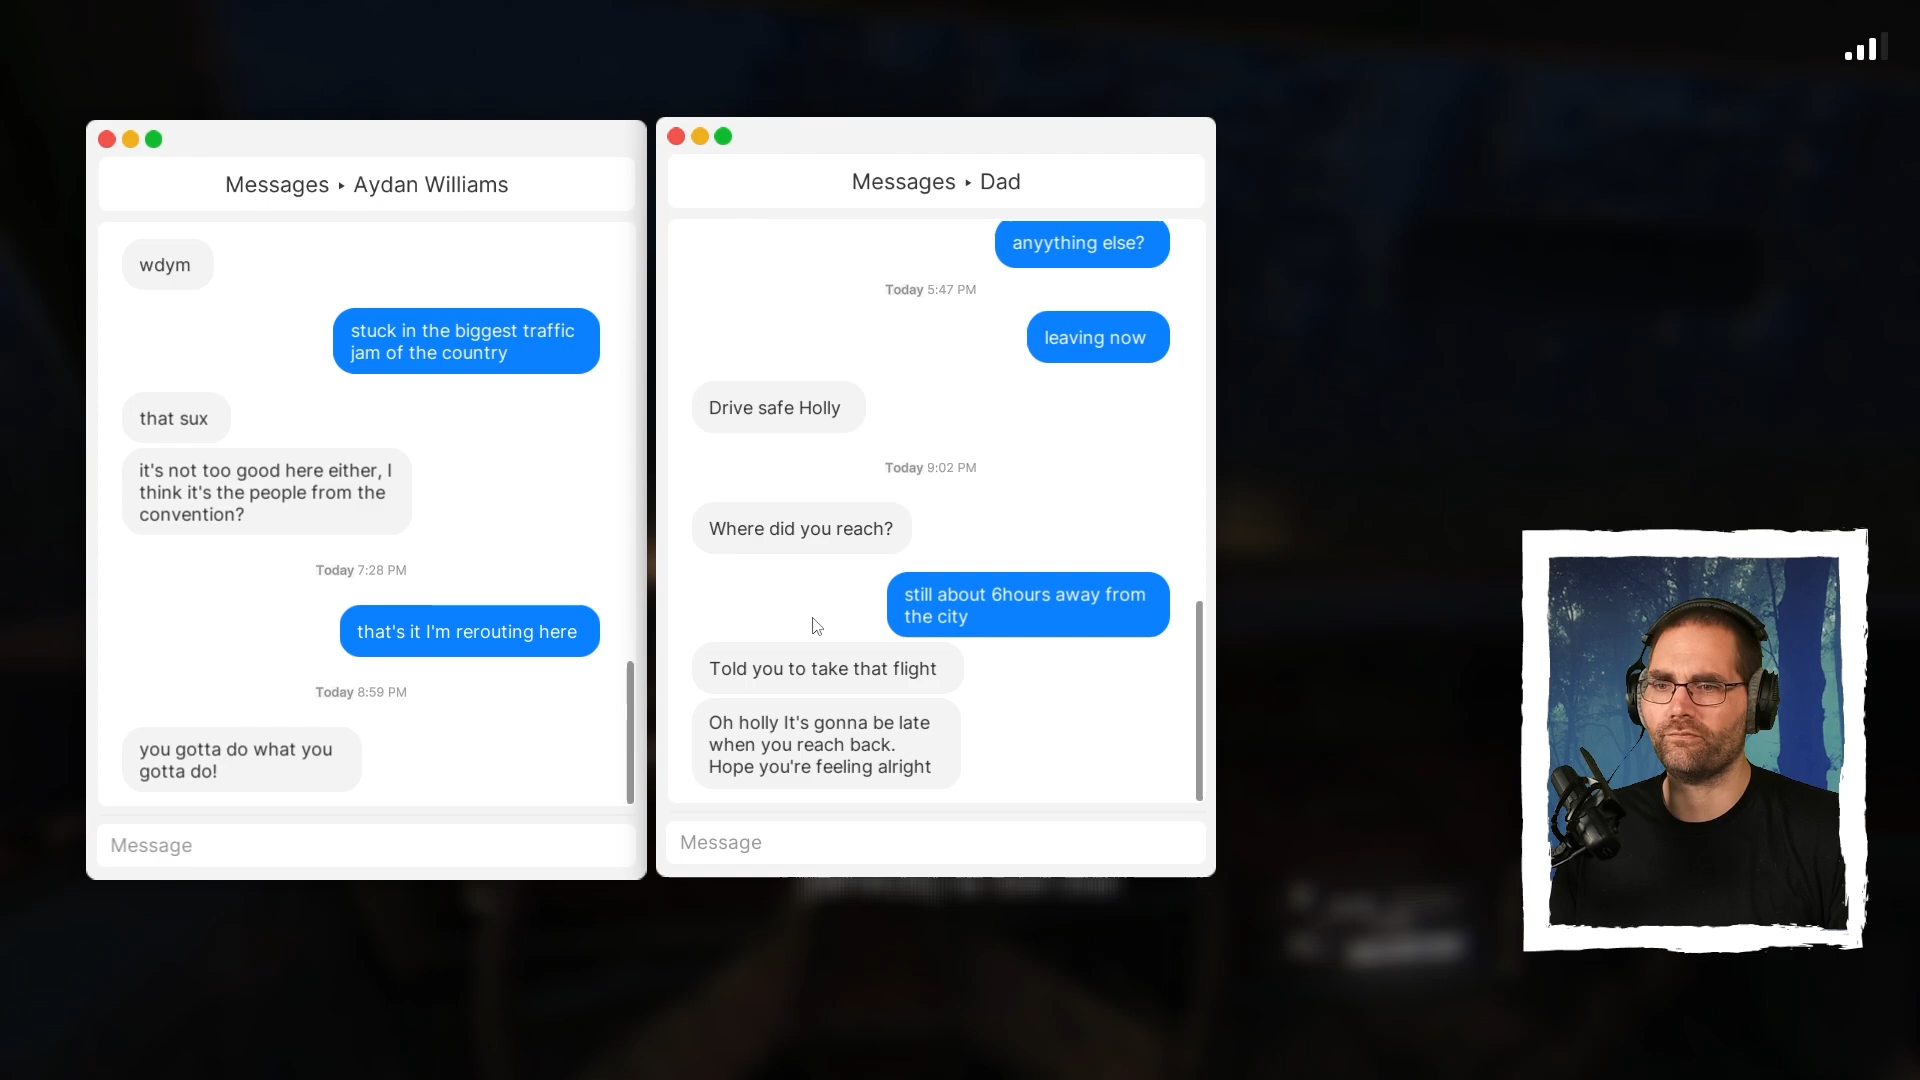 Messages ▸ Aydan Williams
wdym
stuck in the biggest traffic
jam of the country
that sux
it's not too good here either, I
think it's the people from the
convention?
Today 7:28 PM
that's it I'm rerouting here
Today 8:59 PM
you gotta do what you
gotta do!
Message
Messages ▸ Dad
anyything else?
Today 5:47 PM
leaving now
Drive safe Holly
Today 9:02 PM
Where did you reach?
still about 6hours away from
the city
Told you to take that flight
Oh holly It's gonna be late
when you reach back.
Hope you're feeling alright
Message